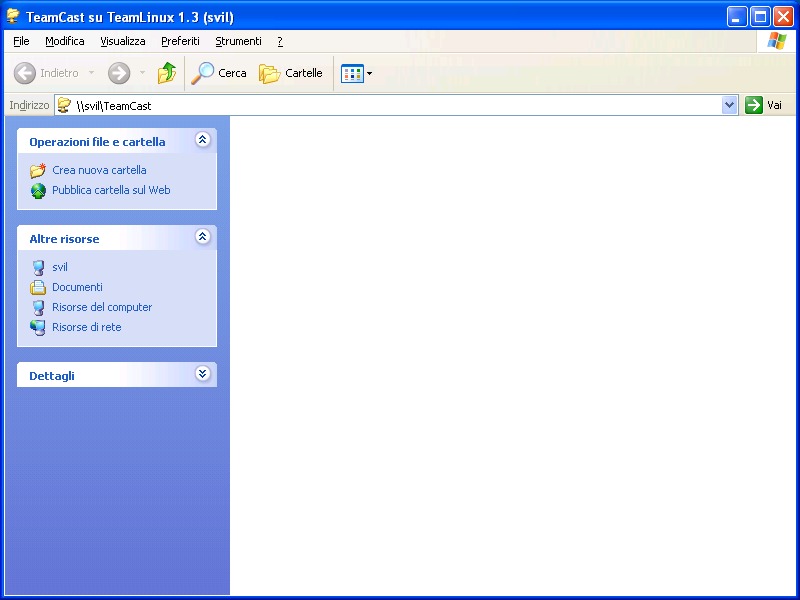 TeamCast su TeamLinux 1.3 (svil)
File Modifica Visualizza Preferiti Strumenti ?
Indietro Cerca Cartelle
Indirizzo \\svil\TeamCast Vai
Operazioni file e cartella
Crea nuova cartella
Pubblica cartella sul Web
Altre risorse
svil
Documenti
Risorse del computer
Risorse di rete
Dettagli